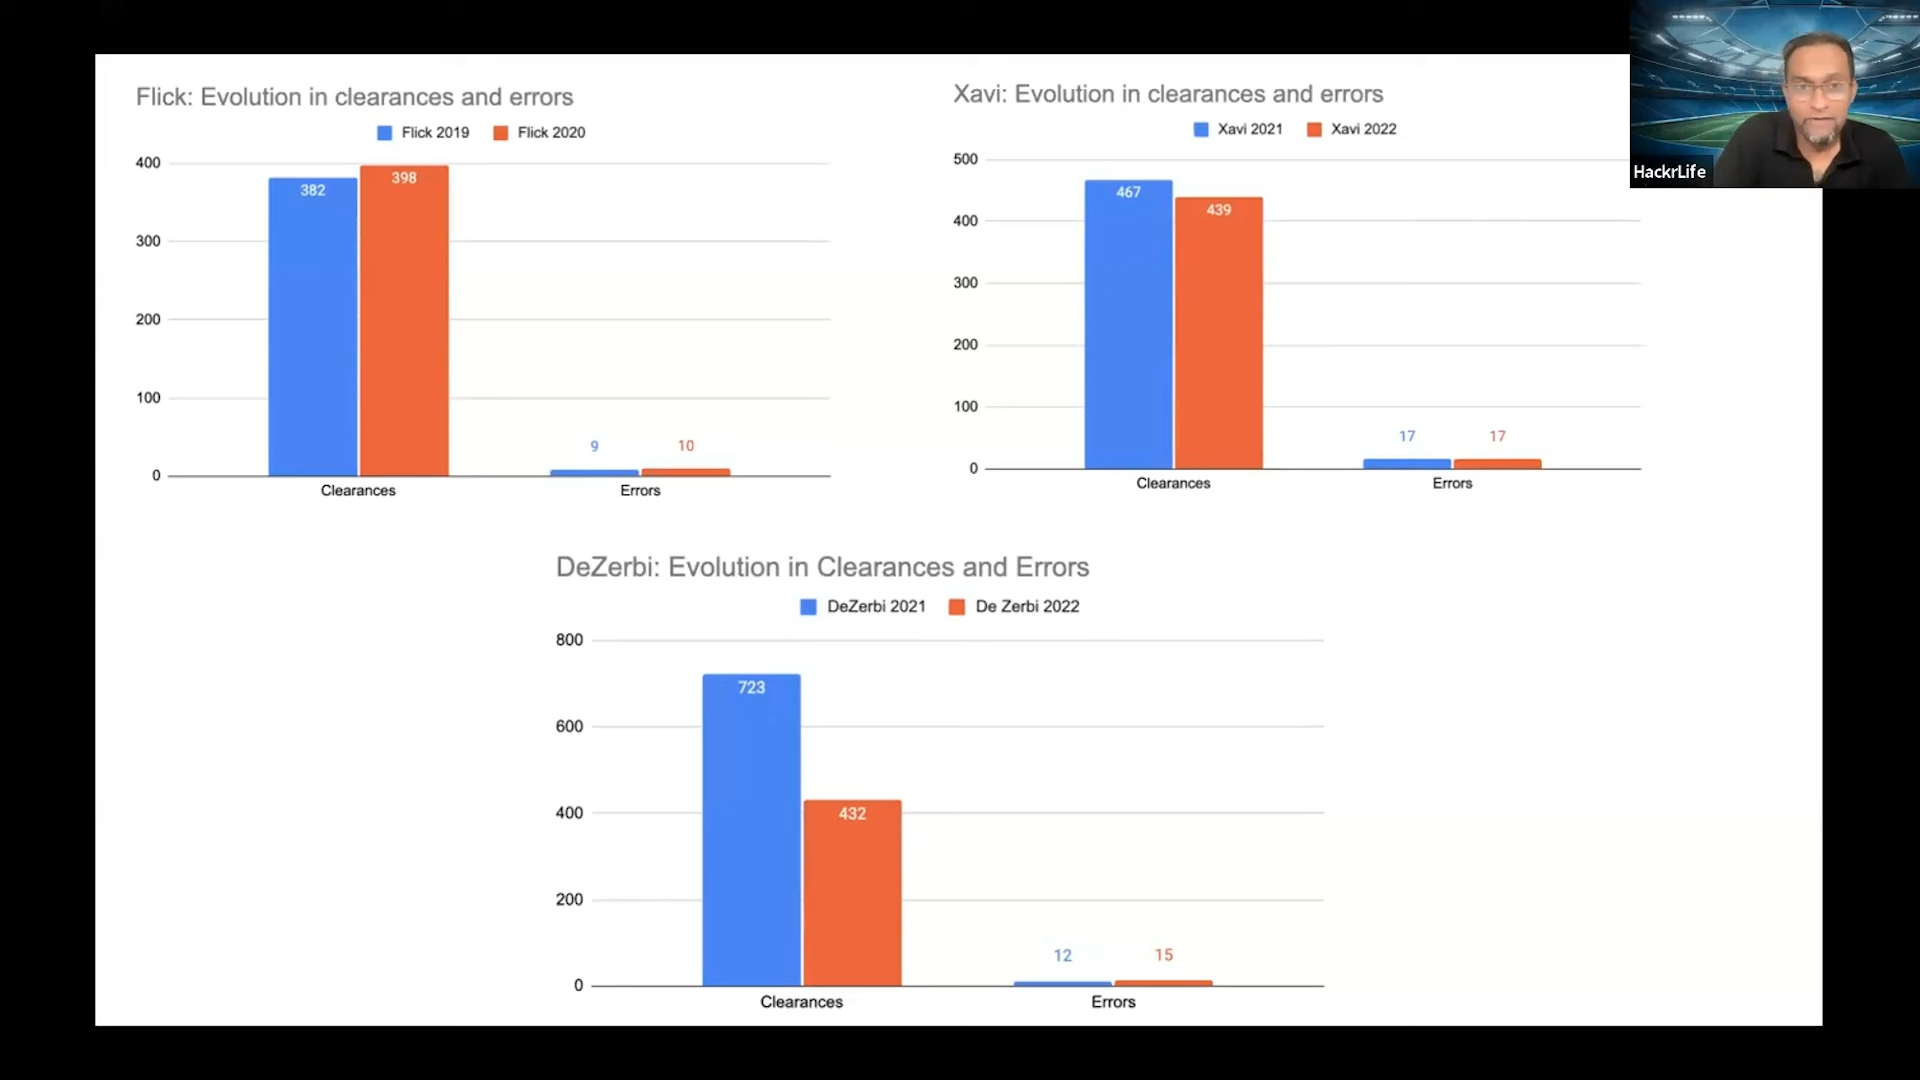 Flick: Evolution in clearances and errors
Flick 2019 Flick 2020
400
300
200
100
0
382
398
9
10
Clearances
Errors
Xavi: Evolution in clearances and errors
Xavi 2021 Xavi 2022
500
400
300
200
100
0
467
439
17
17
Clearances
Errors
HackrLife
DeZerbi: Evolution in Clearances and Errors
DeZerbi 2021 De Zerbi 2022
800
600
400
200
0
723
432
12
15
Clearances
Errors